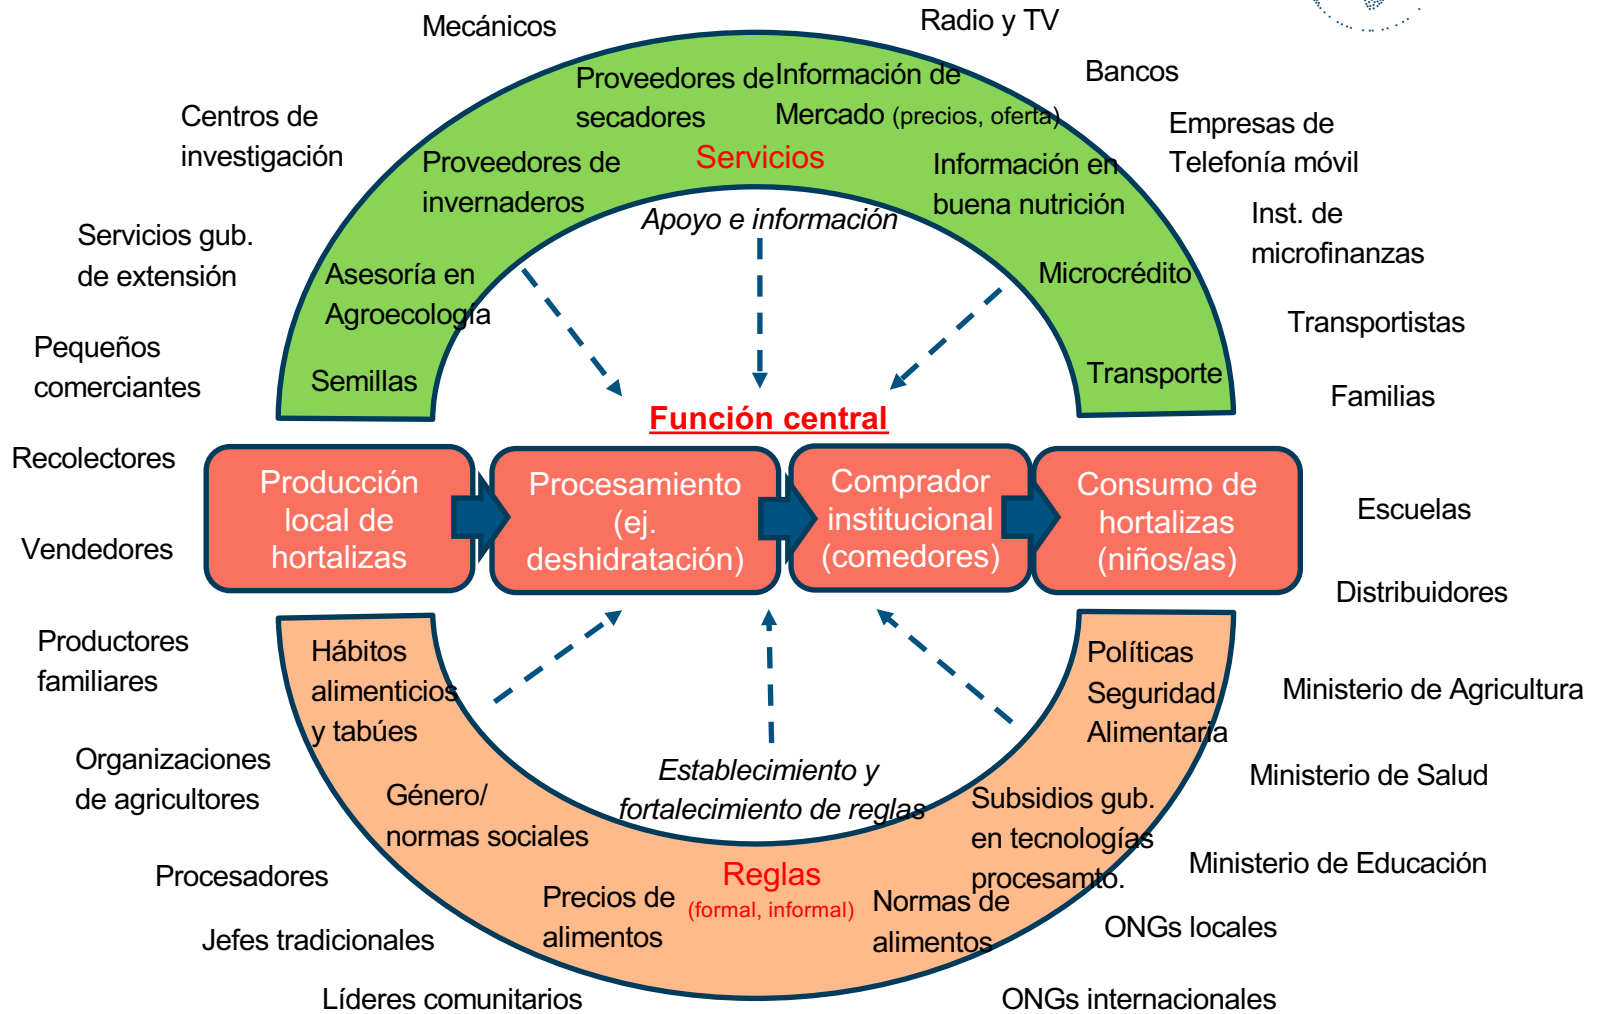 Mecánicos
Radio y TV
Bancos
Proveedores de
secadores
Información de
Mercado (precios, oferta)
Centros de
investigación
Empresas de
Telefonía móvil
Proveedores de
invernaderos
Servicios
Información en
buena nutrición
Apoyo e información
Inst. de
microfinanzas
Servicios gub.
de extensión
Asesoría en
Agroecología
Microcrédito
Transportistas
Pequeños
comerciantes
Semillas
Transporte
Familias
Función central
Recolectores
Producción
local de
hortalizas
Procesamiento
(ej.
deshidratación)
Comprador
institucional
(comedores)
Consumo de
hortalizas
(niños/as)
Escuelas
Vendedores
Distribuidores
Productores
familiares
Hábitos
alimenticios
y tabúes
Políticas
Seguridad
Alimentaria
Ministerio de Agricultura
Organizaciones
de agricultores
Género/
normas sociales
Establecimiento y
fortalecimiento de reglas
Subsidios gub.
en tecnologías
procesamto.
Ministerio de Salud
Ministerio de Educación
Procesadores
Precios de
alimentos
Reglas
(formal, informal)
Normas de
alimentos
Jefes tradicionales
ONGs locales
Líderes comunitarios
ONGs internacionales